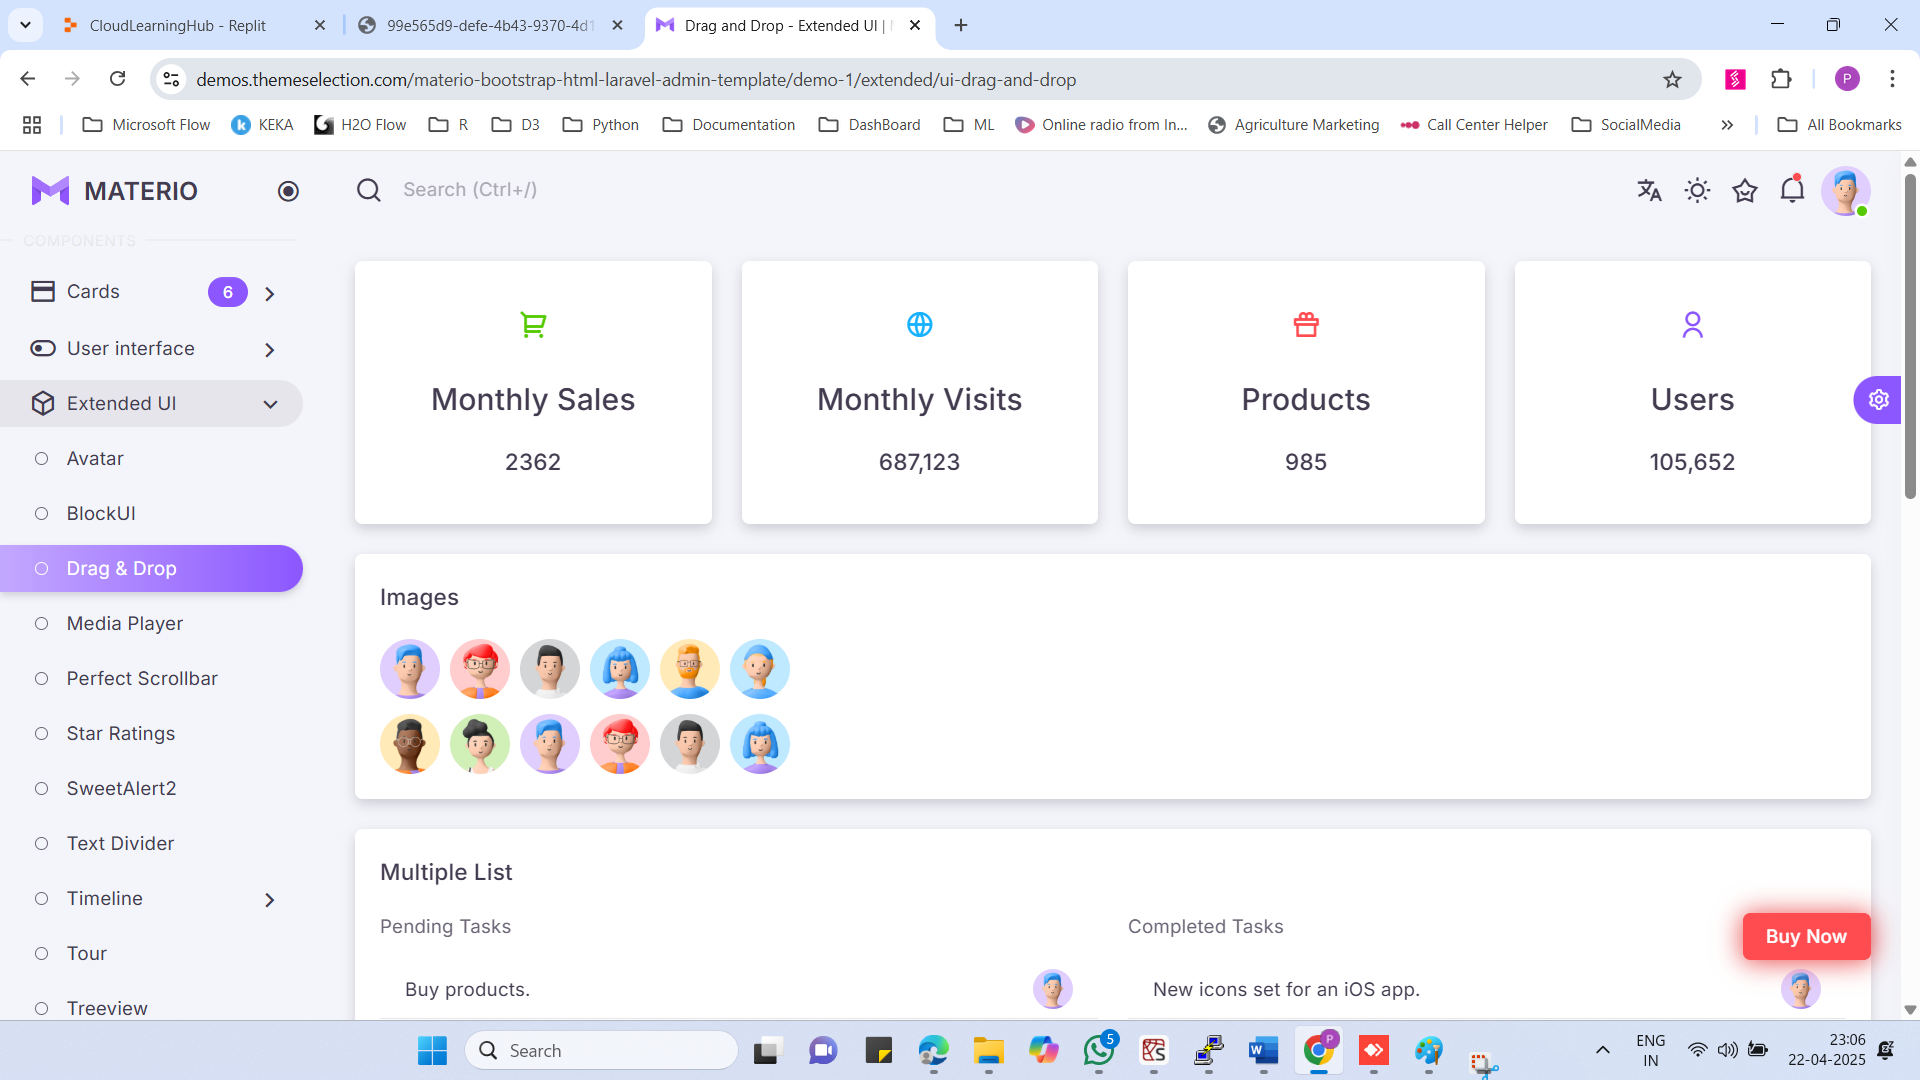 CloudLearningHub - Replit
99e565d9-defe-4b43-9370-4d1
Drag and Drop - Extended UI |
demos.themeselection.com/materio-bootstrap-html-laravel-admin-template/demo-1/extended/ui-drag-and-drop
P
Microsoft Flow
KEKA
H2O Flow
R
D3
Python
Documentation
DashBoard
ML
Online radio from In...
Agriculture Marketing
Call Center Helper
SocialMedia
All Bookmarks
MATERIO
Search (Ctrl+/)
COMPONENTS
Cards 6
User interface
Extended UI
Avatar
BlockUI
Drag & Drop
Media Player
Perfect Scrollbar
Star Ratings
SweetAlert2
Text Divider
Timeline
Tour
Treeview
Monthly Sales
2362
Monthly Visits
687,123
Products
985
Users
105,652
Images
Multiple List
Pending Tasks
Buy products.
Completed Tasks
New icons set for an iOS app.
Buy Now
Search
5
P
ENG
IN
23:06
22-04-2025